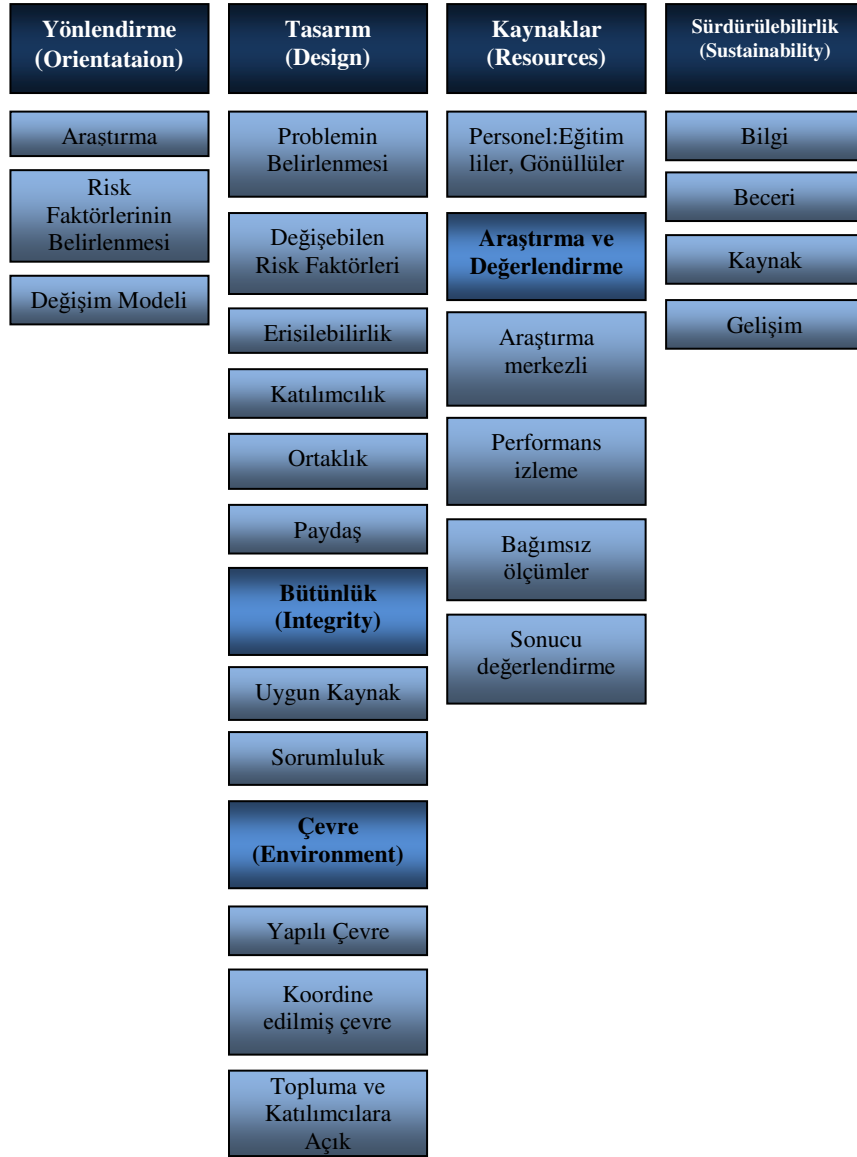 Yönlendirme
(Orientataion)
Araştırma
Risk
Faktörlerinin
Belirlenmesi
Değişim Modeli
Tasarım
(Design)
Problemin
Belirlenmesi
Değişebilen
Risk Faktörleri
Erisilebilirlik
Katılımcılık
Ortaklık
Paydaş
Bütünlük
(Integrity)
Uygun Kaynak
Sorumluluk
Çevre
(Environment)
Yapılı Çevre
Koordine
edilmiş çevre
Topluma ve
Katılımcılara
Açık
Kaynaklar
(Resources)
Personel:Eğitim
liler, Gönüllüler
Araştırma ve
Değerlendirme
Araştırma
merkezli
Performans
izleme
Bağımsız
ölçümler
Sonucu
değerlendirme
Sürdürülebilirlik
(Sustainability)
Bilgi
Beceri
Kaynak
Gelişim